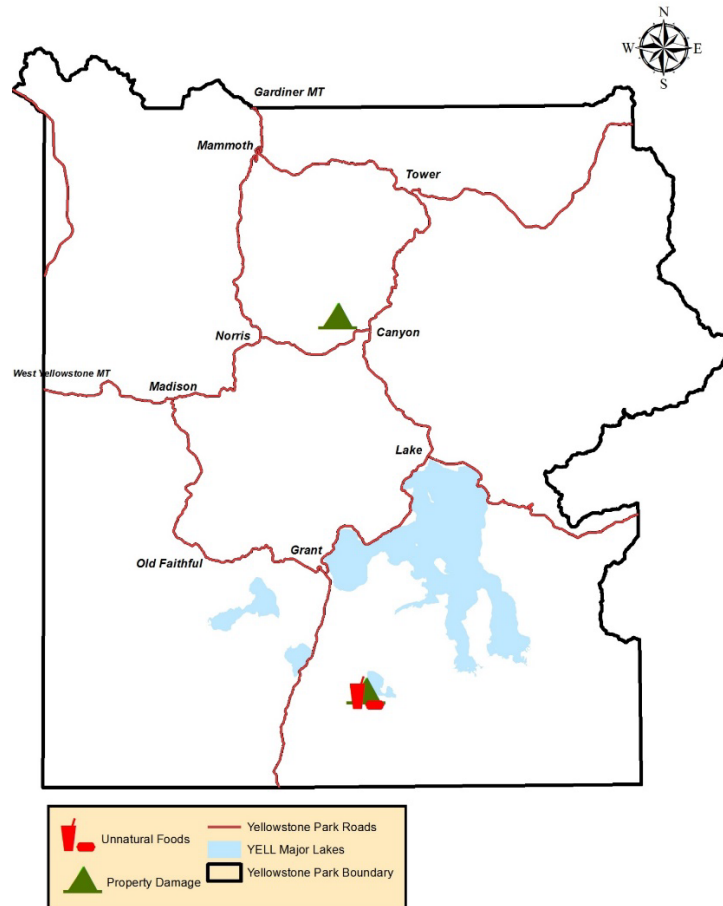 N
W E
S
Gardiner MT
Mammoth
Tower
Norris
Canyon
West Yellowstone MT
Madison
Lake
Grant
Old Faithful
Unnatural Foods
Property Damage
Yellowstone Park Roads
YELL Major Lakes
Yellowstone Park Boundary